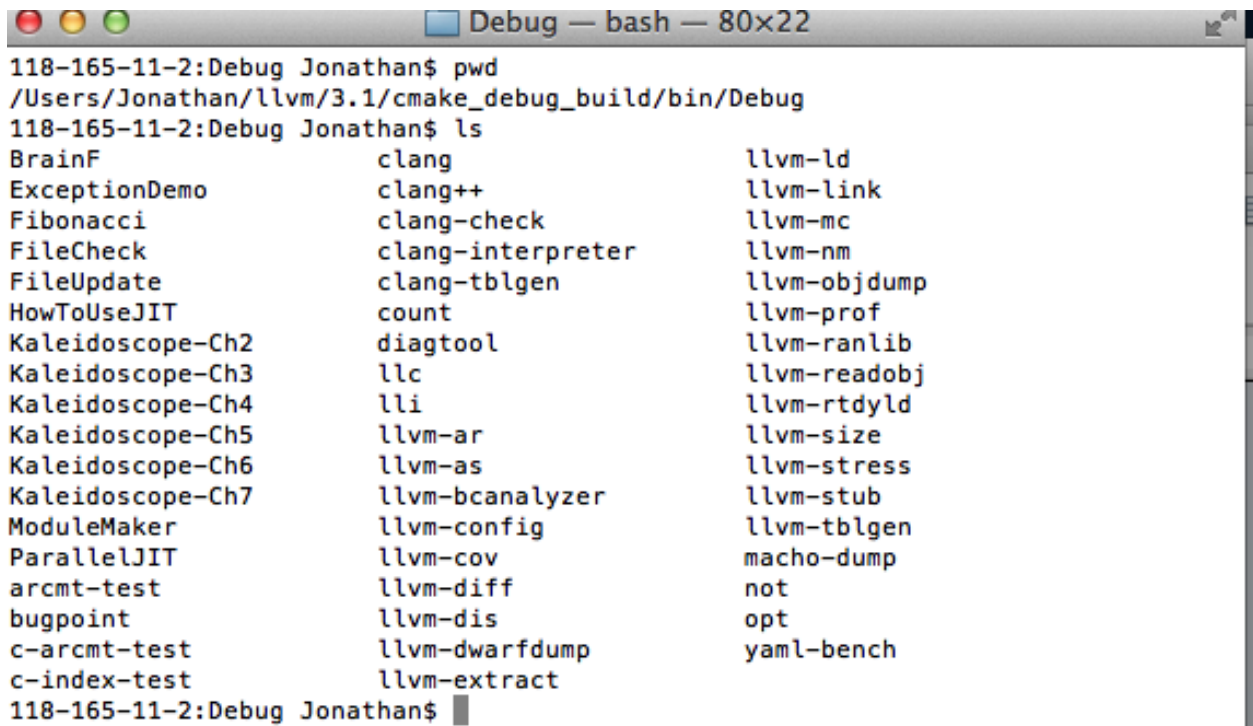 Debug — bash — 80×22
118-165-11-2:Debug Jonathan$ pwd
/Users/Jonathan/llvm/3.1/cmake_debug_build/bin/Debug
118-165-11-2:Debug Jonathan$ ls
BrainF clang llvm-ld
ExceptionDemo clang++ llvm-link
Fibonacci clang-check llvm-mc
FileCheck clang-interpreter llvm-nm
FileUpdate clang-tblgen llvm-objdump
HowToUseJIT count llvm-prof
Kaleidoscope-Ch2 diagtool llvm-ranlib
Kaleidoscope-Ch3 llc llvm-readobj
Kaleidoscope-Ch4 lli llvm-rtdyld
Kaleidoscope-Ch5 llvm-ar llvm-size
Kaleidoscope-Ch6 llvm-as llvm-stress
Kaleidoscope-Ch7 llvm-bcanalyzer llvm-stub
ModuleMaker llvm-config llvm-tblgen
ParallelJIT llvm-cov macho-dump
arcmt-test llvm-diff not
bugpoint llvm-dis opt
c-arcmt-test llvm-dwarfdump yaml-bench
c-index-test llvm-extract
118-165-11-2:Debug Jonathan$